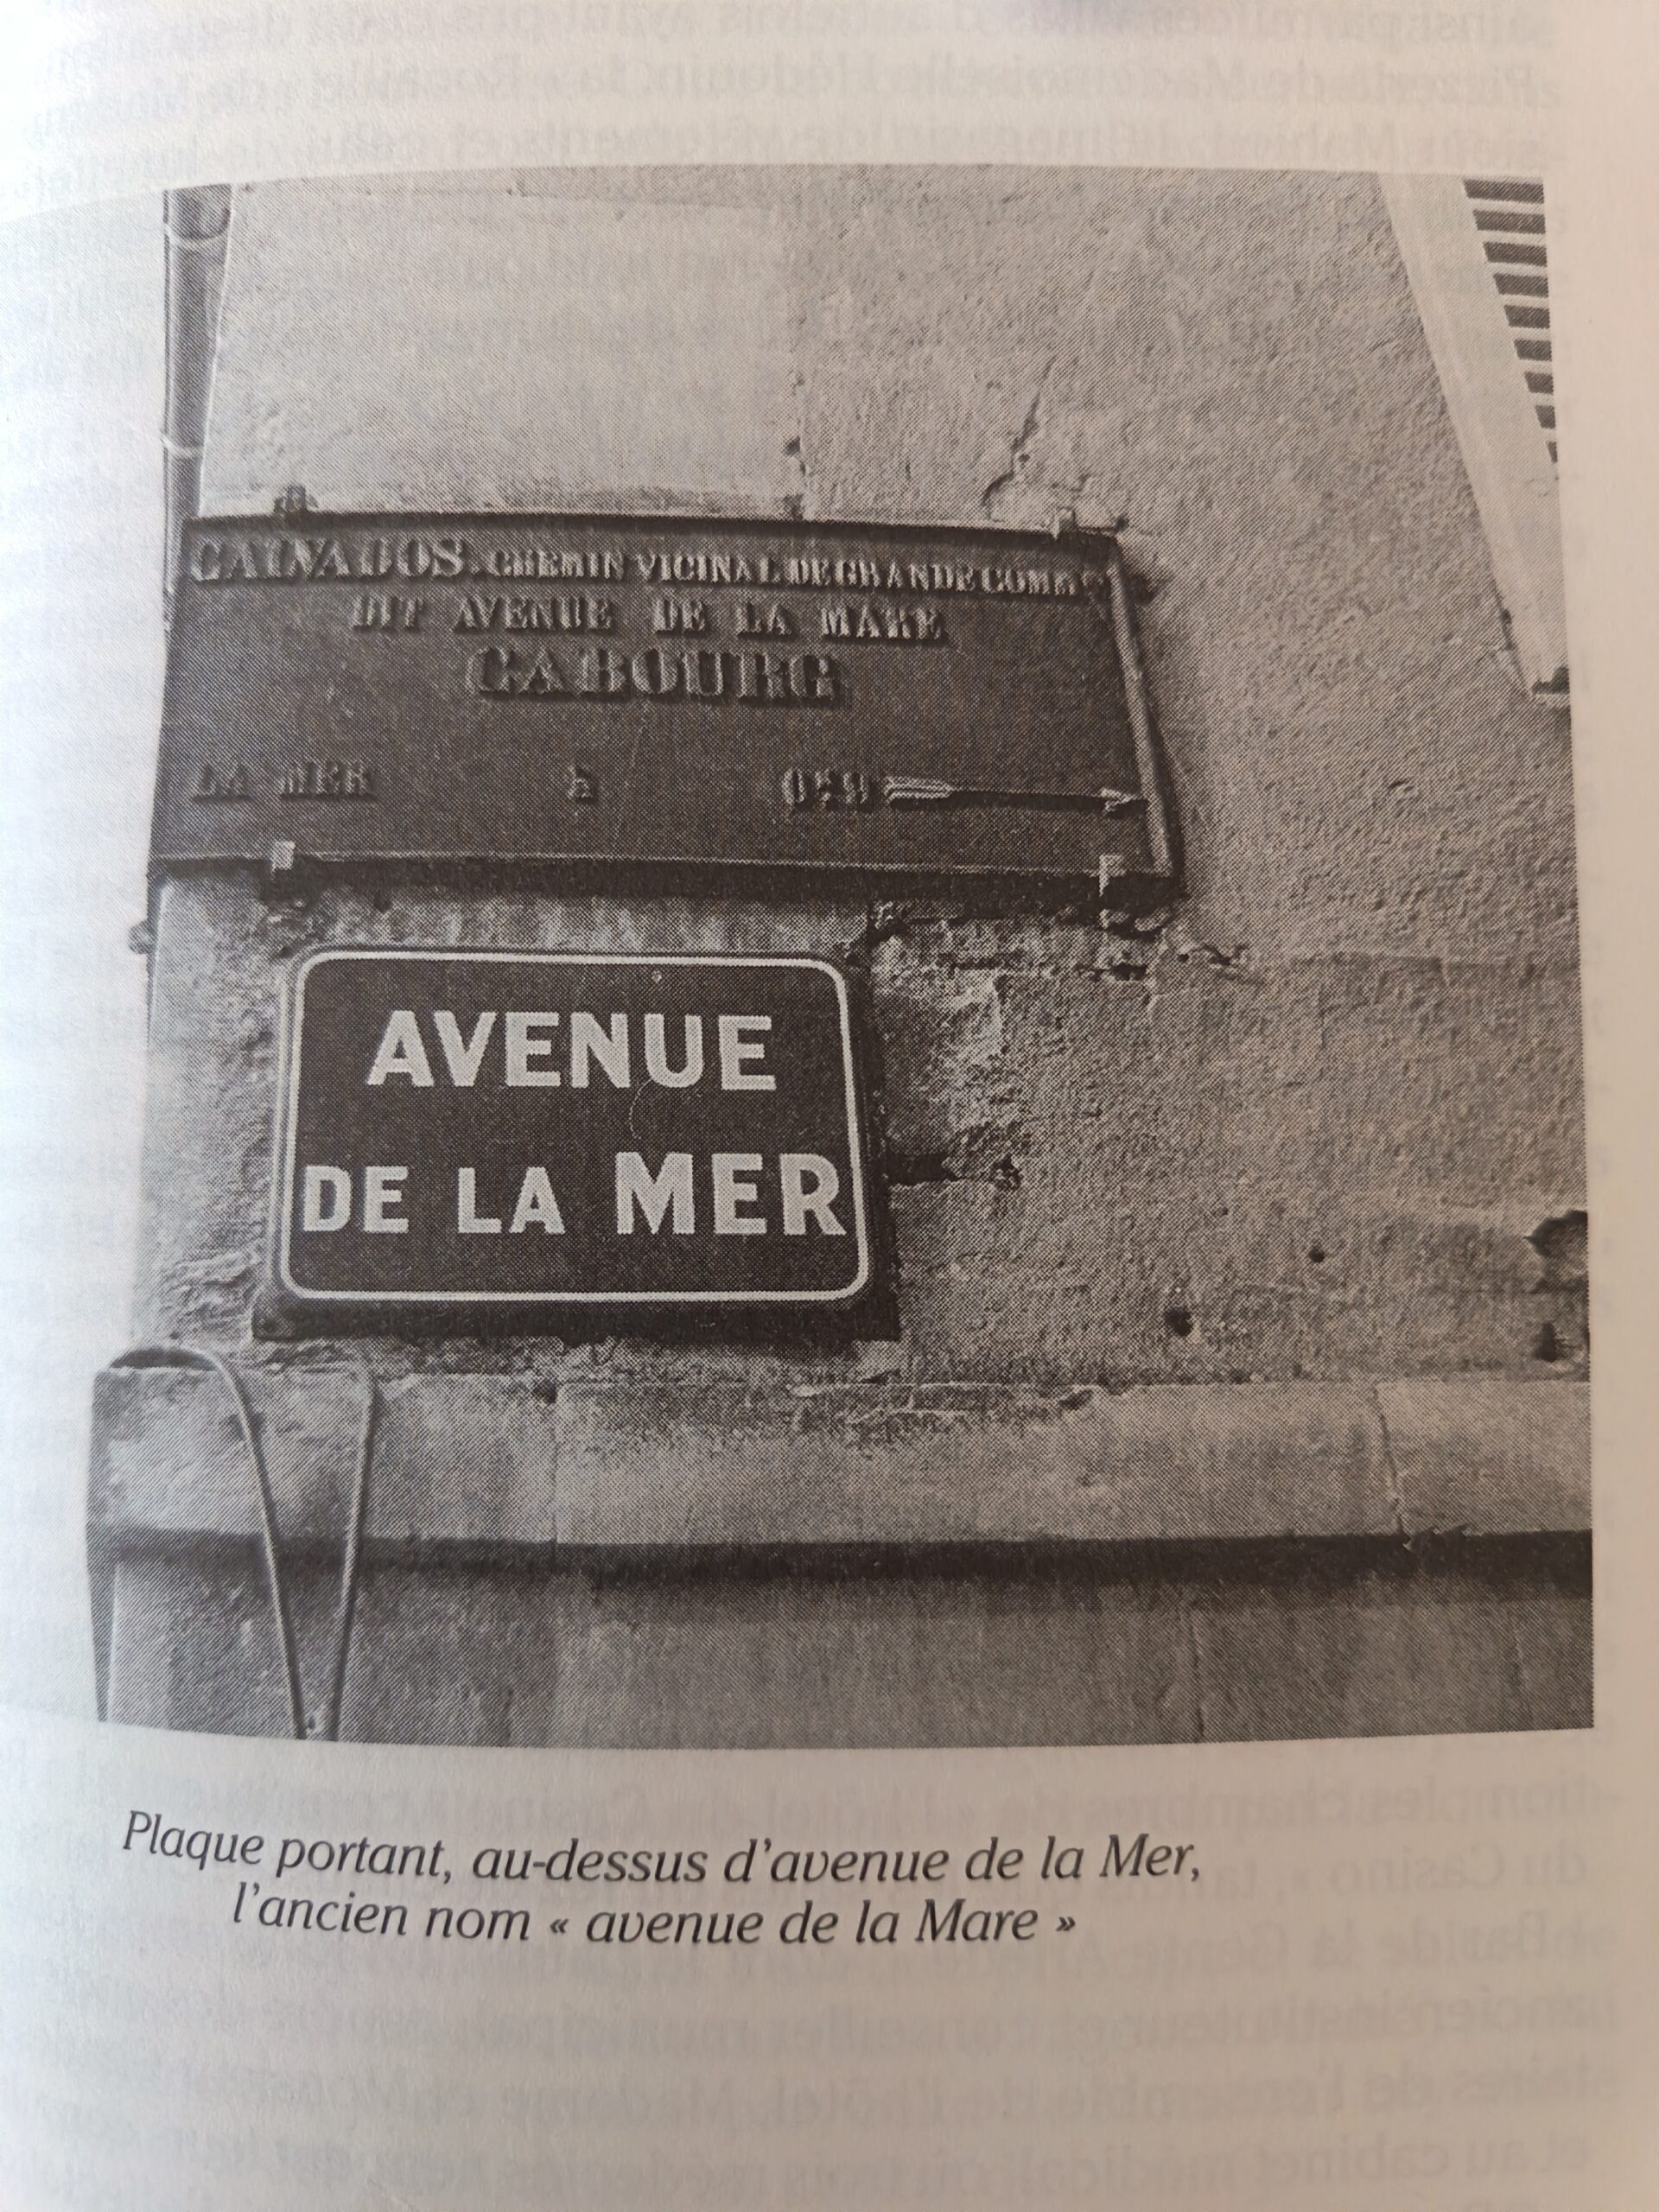 CALVADOS. CHEMIN VICINAL DE GRANDE COMM
DIT AVENUE DE LA MARE
CABOURG
LA MER à
AVENUE
DE LA MER
Plaque portant, au-dessus d'avenue de la Mer,
l'ancien nom « avenue de la Mare »